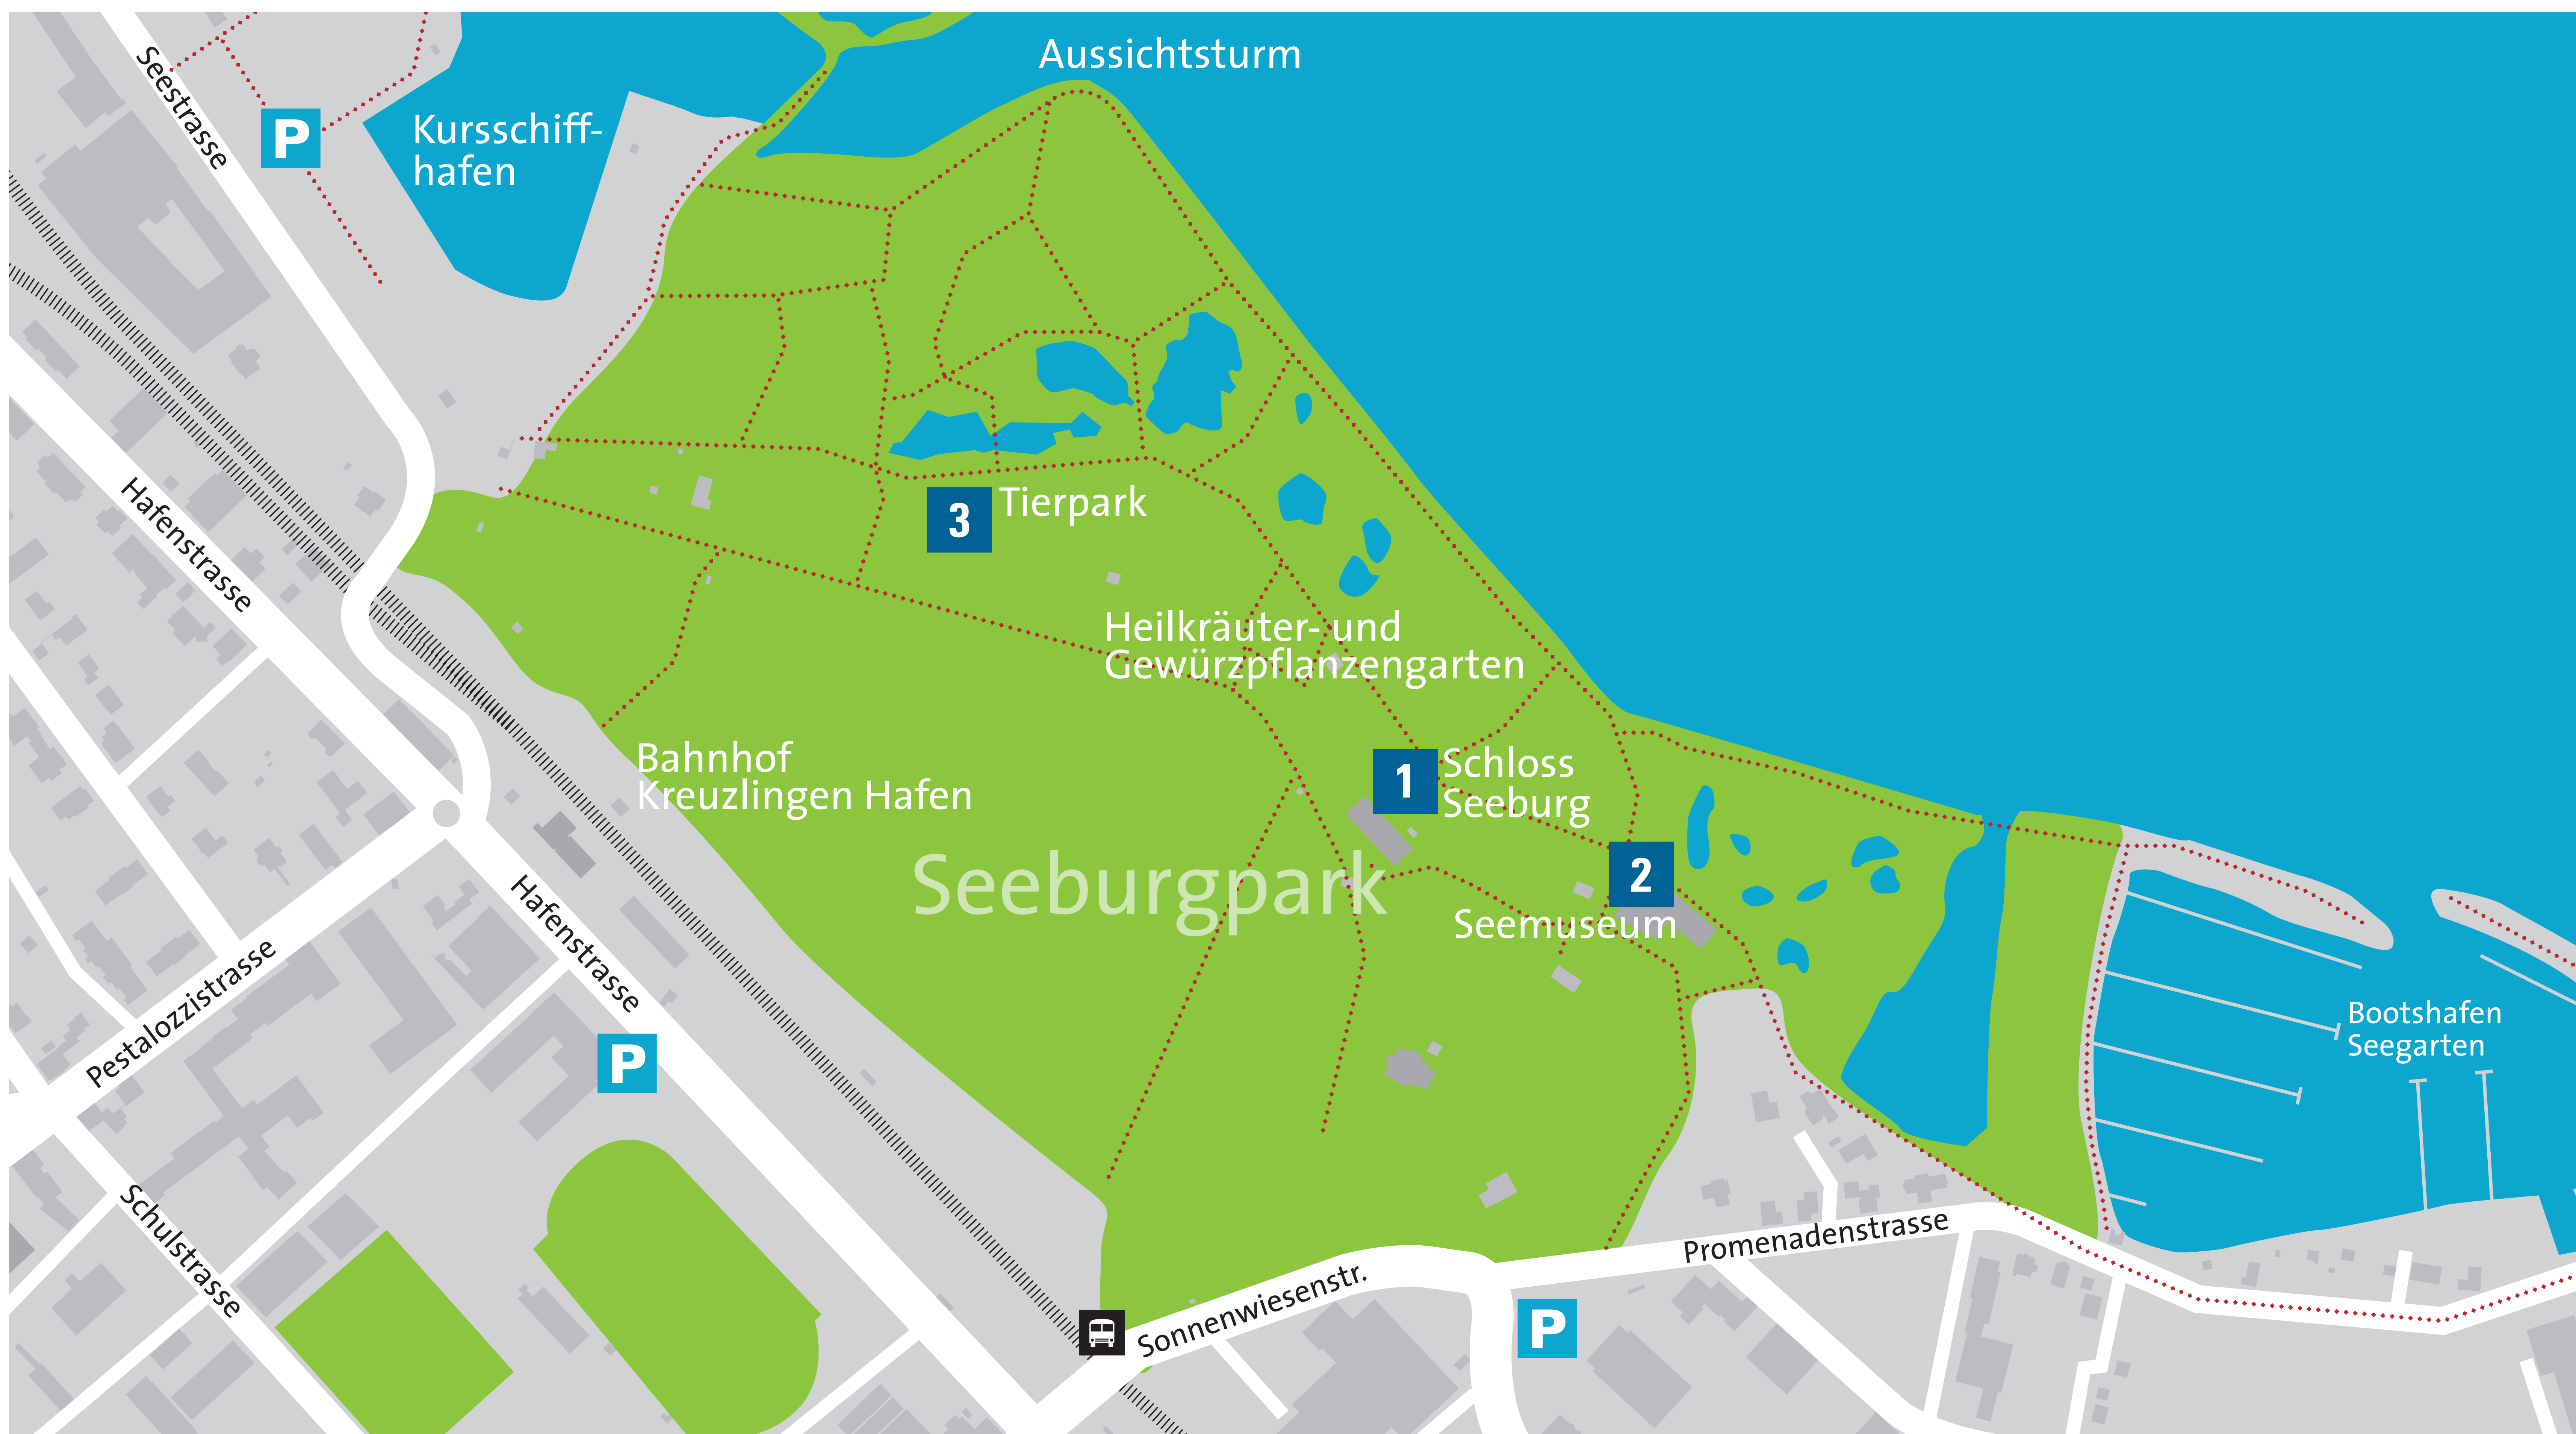 Aussichtsturm
Seestrasse
P
Kursschiff-
hafen
Hafenstrasse
3
Tierpark
Heilkräuter- und
Gewürzpflanzengarten
Bahnhof
Kreuzlingen Hafen
1
Schloss
Seeburg
Seeburgpark
2
Seemuseum
Hafenstrasse
Pestalozzistrasse
P
Bootshafen
Seegarten
Schulstrasse
Promenadenstrasse
Sonnenwiesenstr.
P